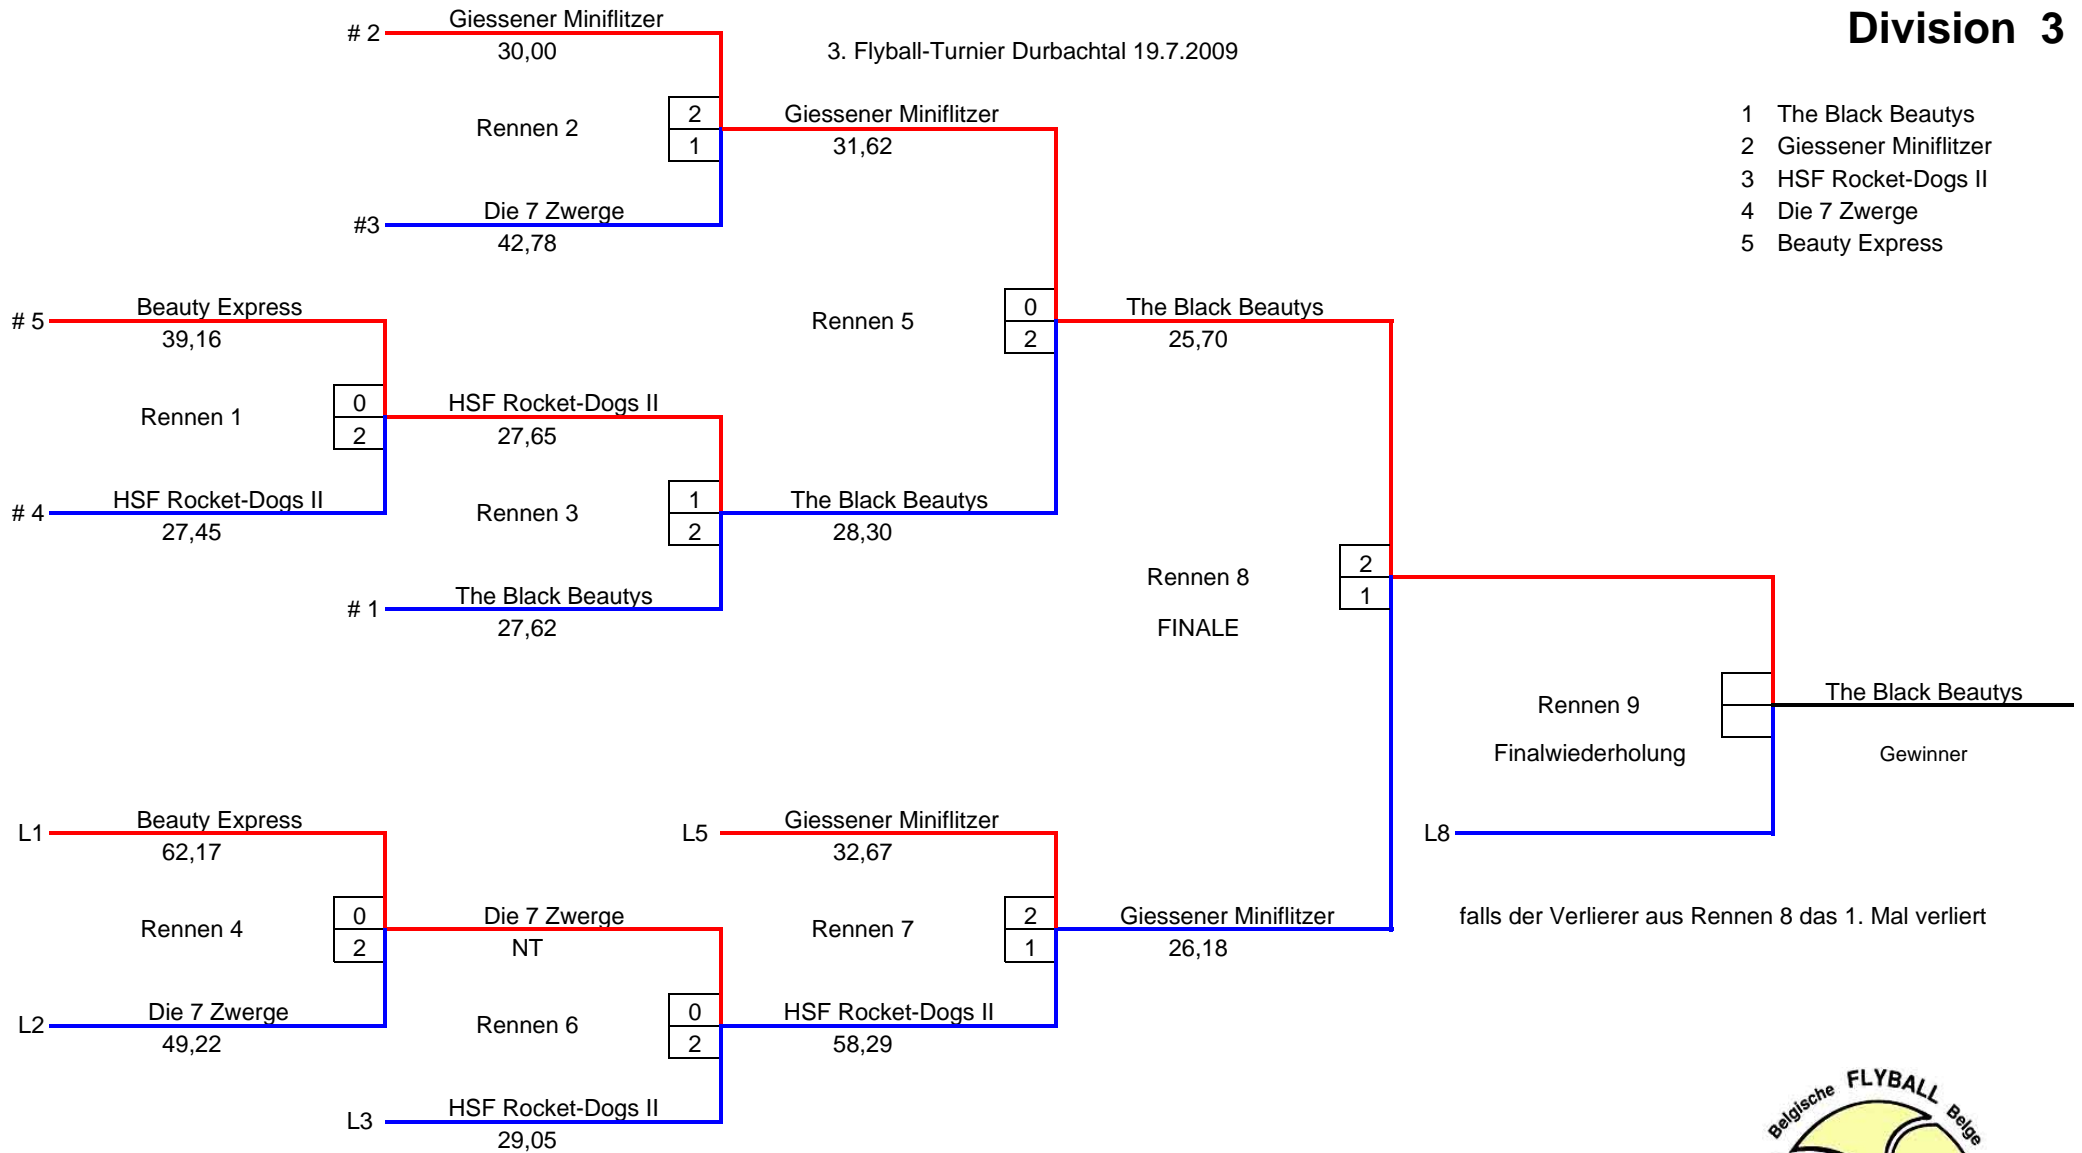 Division 3
3. Flyball-Turnier Durbachtal 19.7.2009
1 The Black Beautys
2 Giessener Miniflitzer
3 HSF Rocket-Dogs II
4 Die 7 Zwerge
5 Beauty Express
# 2
Giessener Miniflitzer
30,00
Rennen 2
2
1
Giessener Miniflitzer
31,62
#3
Die 7 Zwerge
42,78
# 5
Beauty Express
39,16
Rennen 1
0
2
HSF Rocket-Dogs II
27,65
# 4
HSF Rocket-Dogs II
27,45
Rennen 3
1
2
The Black Beautys
28,30
# 1
The Black Beautys
27,62
Rennen 5
0
2
The Black Beautys
25,70
Rennen 8
FINALE
2
1
Rennen 9
Finalwiederholung
The Black Beautys
Gewinner
L8
falls der Verlierer aus Rennen 8 das 1. Mal verliert
L1
Beauty Express
62,17
Rennen 4
0
2
Die 7 Zwerge
NT
L2
Die 7 Zwerge
49,22
Rennen 6
0
2
HSF Rocket-Dogs II
58,29
L3
HSF Rocket-Dogs II
29,05
L5
Giessener Miniflitzer
32,67
Rennen 7
2
1
Giessener Miniflitzer
26,18
Belgische FLYBALL Belge